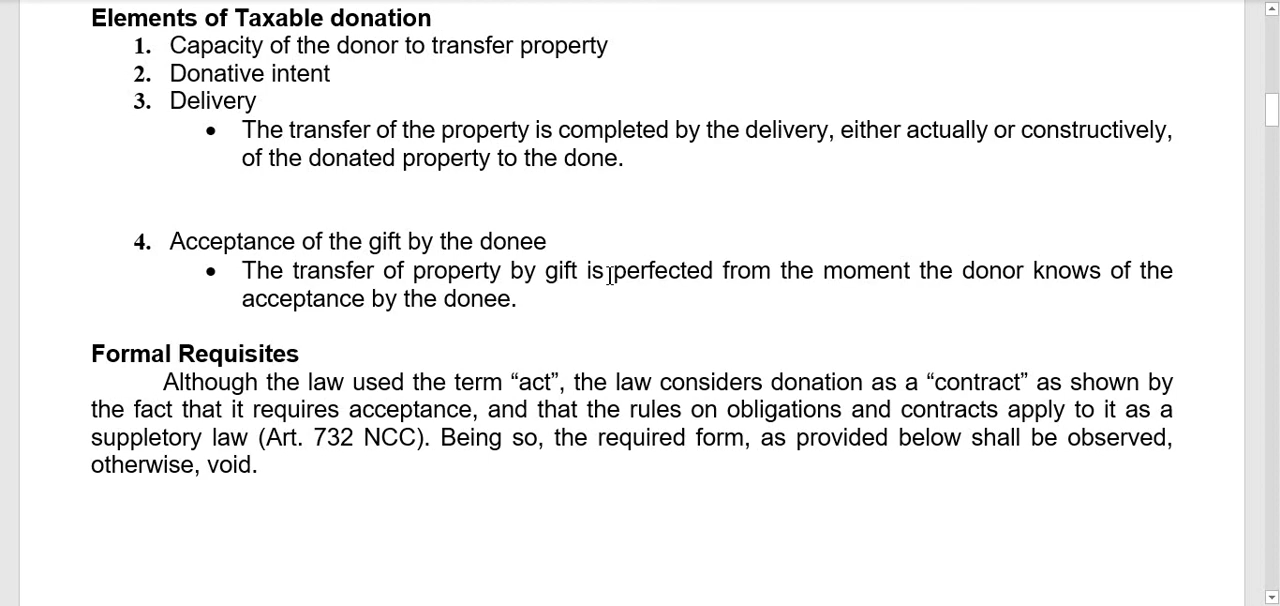 Elements of Taxable donation
1. Capacity of the donor to transfer property
2. Donative intent
3. Delivery
• The transfer of the property is completed by the delivery, either actually or constructively,
of the donated property to the done.
4. Acceptance of the gift by the donee
• The transfer of property by gift is perfected from the moment the donor knows of the
acceptance by the donee.
Formal Requisites
Although the law used the term “act”, the law considers donation as a “contract” as shown by
the fact that it requires acceptance, and that the rules on obligations and contracts apply to it as a
suppletory law (Art. 732 NCC). Being so, the required form, as provided below shall be observed,
otherwise, void.